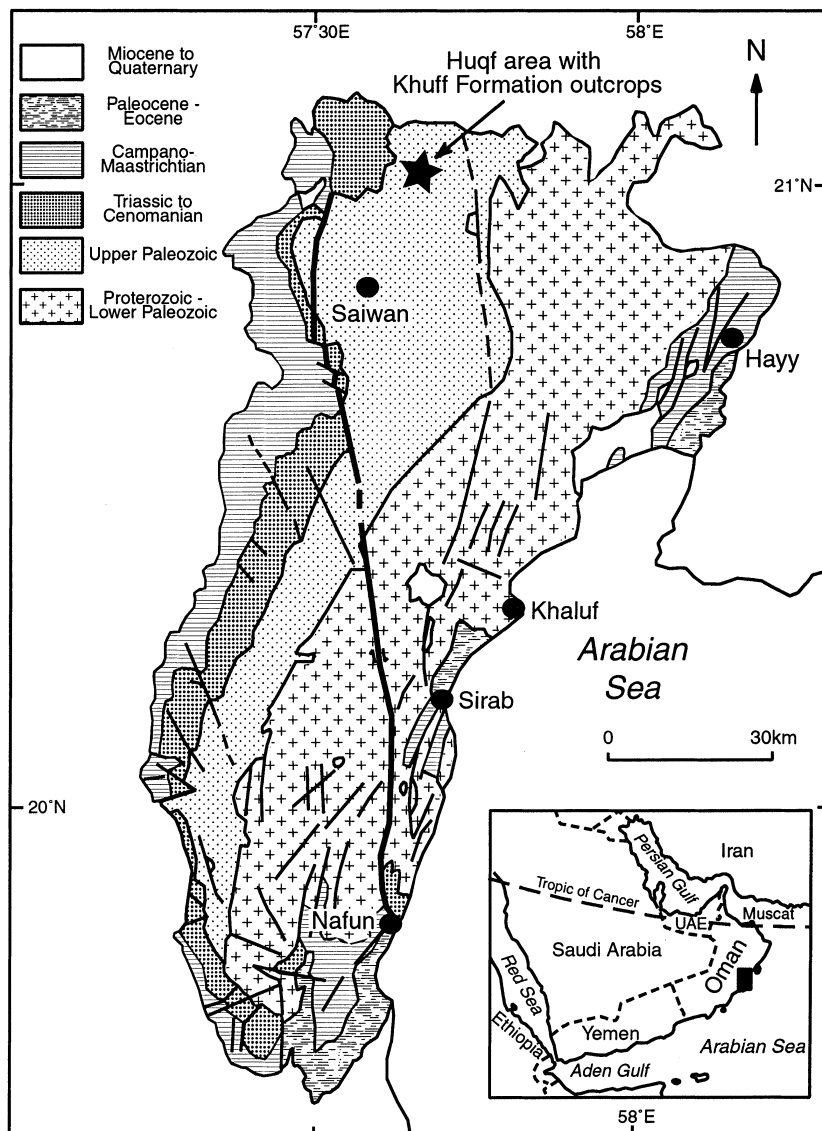 57°30E
58°E
Miocene to
Quaternary
Paleocene -
Eocene
Campano-
Maastrichtian
Triassic to
Cenomanian
Upper Paleozoic
Proterozoic -
Lower Paleozoic
Huqf area with
Khuff Formation outcrops
N
21°N
Saiwan
Hayy
Khaluf
Arabian
Sea
Sirab
0
30km
20°N
Nafun
Iran
Persian Gulf
Tropic of Cancer
Muscat
UAE
Saudi Arabia
Oman
Red Sea
Yemen
Ethiopia
Arabian Sea
Aden Gulf
58°E